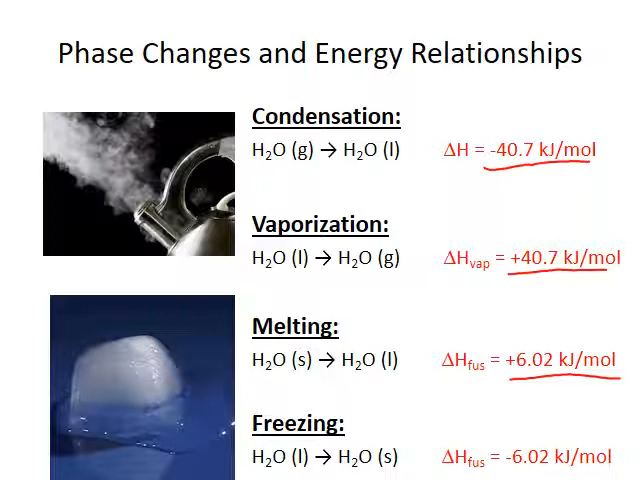 Phase Changes and Energy Relationships
Condensation:
H₂O (g) → H₂O (l) ΔH = -40.7 kJ/mol
Vaporization:
H₂O (l) → H₂O (g) ΔHvap = +40.7 kJ/mol
Melting:
H₂O (s) → H₂O (l) ΔHfus = +6.02 kJ/mol
Freezing:
H₂O (l) → H₂O (s) ΔHfus = -6.02 kJ/mol